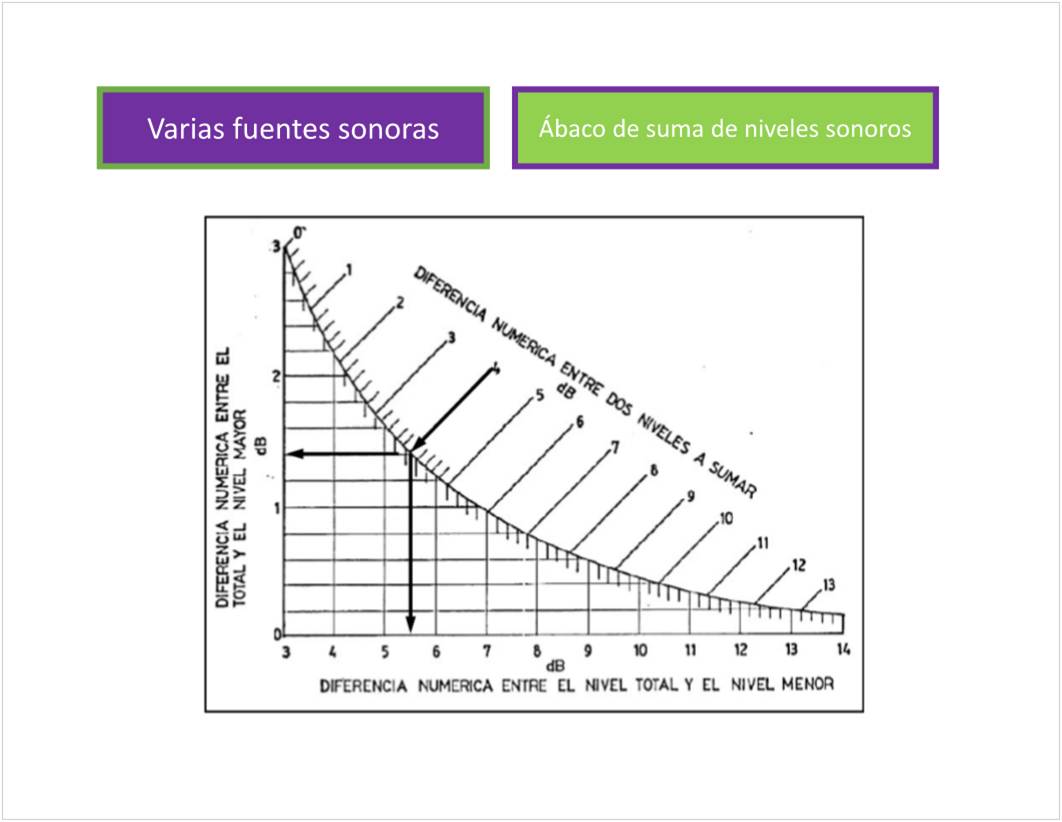 Varias fuentes sonoras
Ábaco de suma de niveles sonoros
DIFERENCIA NUMERICA ENTRE EL
TOTAL Y EL NIVEL MAYOR
dB
3
2
1
0
0
1
2
3
4
5
6
7
8
9
10
11
12
13
DIFERENCIA NUMERICA ENTRE DOS NIVELES A SUMAR
dB
3 4 5 6 7 8 9 10 11 12 13 14
dB
DIFERENCIA NUMERICA ENTRE EL NIVEL TOTAL Y EL NIVEL MENOR